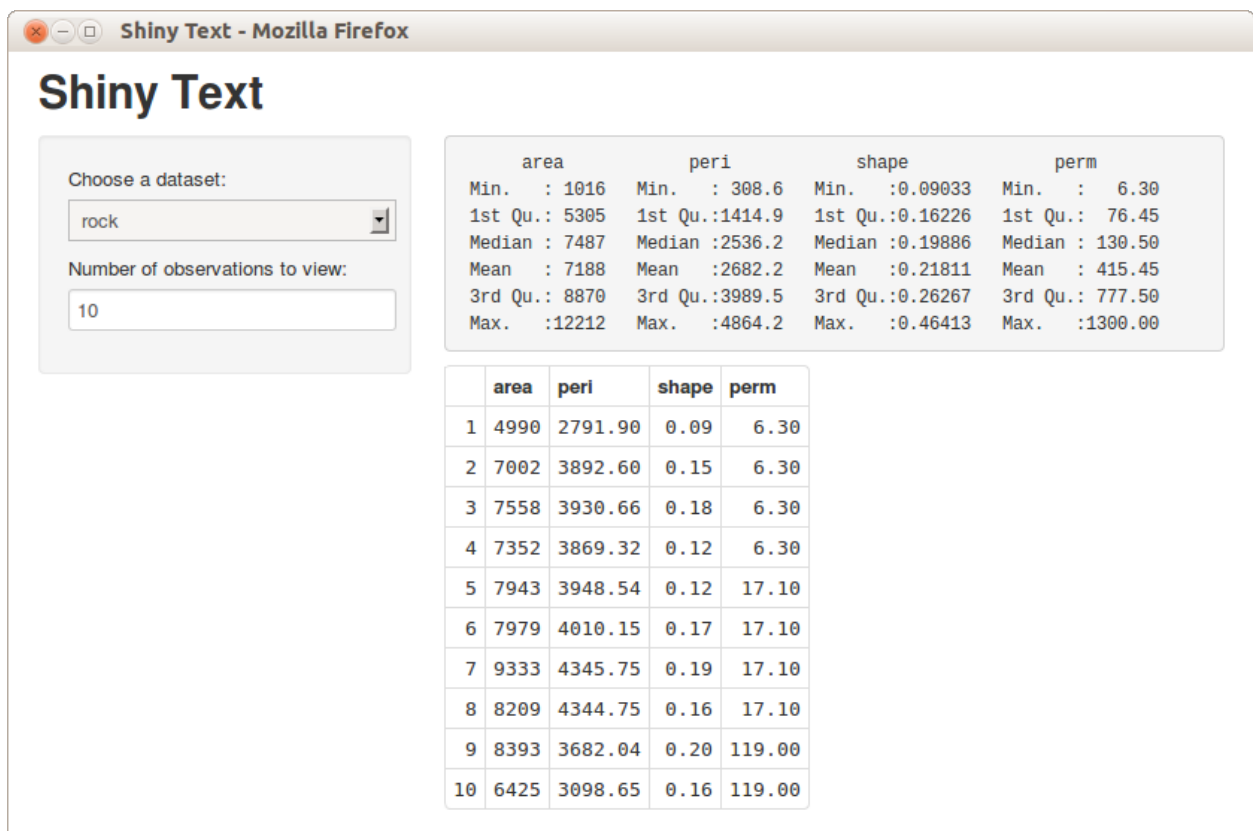 Shiny Text - Mozilla Firefox
Shiny Text
Choose a dataset:
rock
Number of observations to view:
10
area peri shape perm
Min. : 1016 Min. : 308.6 Min. :0.09033 Min. : 6.30
1st Qu.: 5305 1st Qu.:1414.9 1st Qu.:0.16226 1st Qu.: 76.45
Median : 7487 Median :2536.2 Median :0.19886 Median : 130.50
Mean : 7188 Mean :2682.2 Mean :0.21811 Mean : 415.45
3rd Qu.: 8870 3rd Qu.:3989.5 3rd Qu.:0.26267 3rd Qu.: 777.50
Max. :12212 Max. :4864.2 Max. :0.46413 Max. :1300.00
area peri shape perm
1 4990 2791.90 0.09 6.30
2 7002 3892.60 0.15 6.30
3 7558 3930.66 0.18 6.30
4 7352 3869.32 0.12 6.30
5 7943 3948.54 0.12 17.10
6 7979 4010.15 0.17 17.10
7 9333 4345.75 0.19 17.10
8 8209 4344.75 0.16 17.10
9 8393 3682.04 0.20 119.00
10 6425 3098.65 0.16 119.00